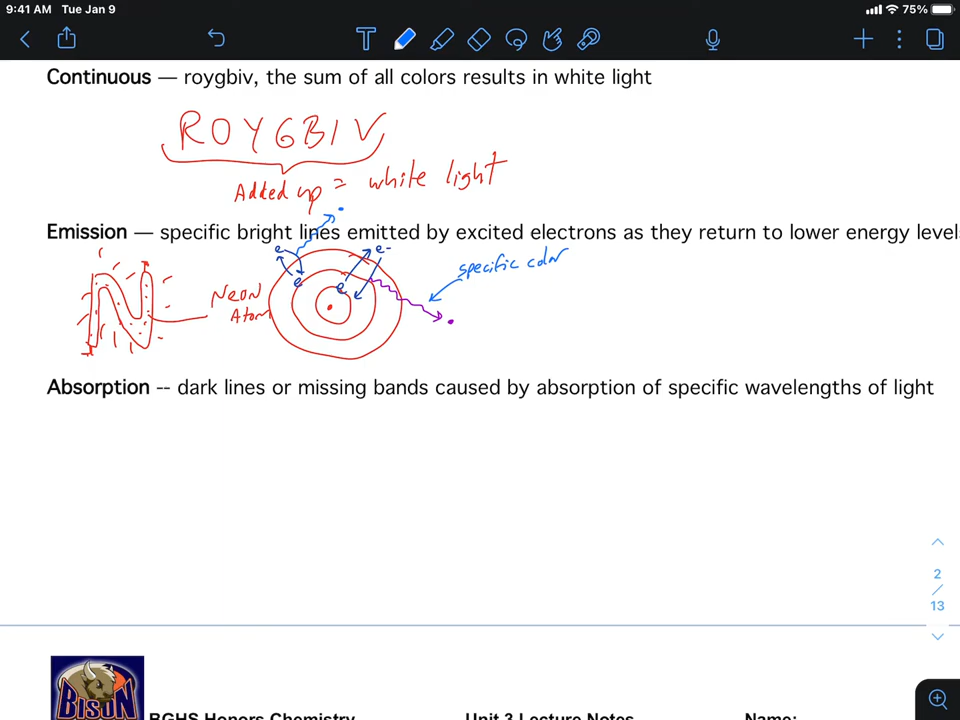 9:41 AM Tue Jan 9
75%
Continuous — roygbiv, the sum of all colors results in white light
ROYGBIV
Added up = white light
Emission — specific bright lines emitted by excited electrons as they return to lower energy levels
e
e-
specific color
e
e
Neon
Atom
N
Absorption -- dark lines or missing bands caused by absorption of specific wavelengths of light
2
/
13
BISON
BGHS Honors Chemistry Unit 3 Lecture Notes Name: